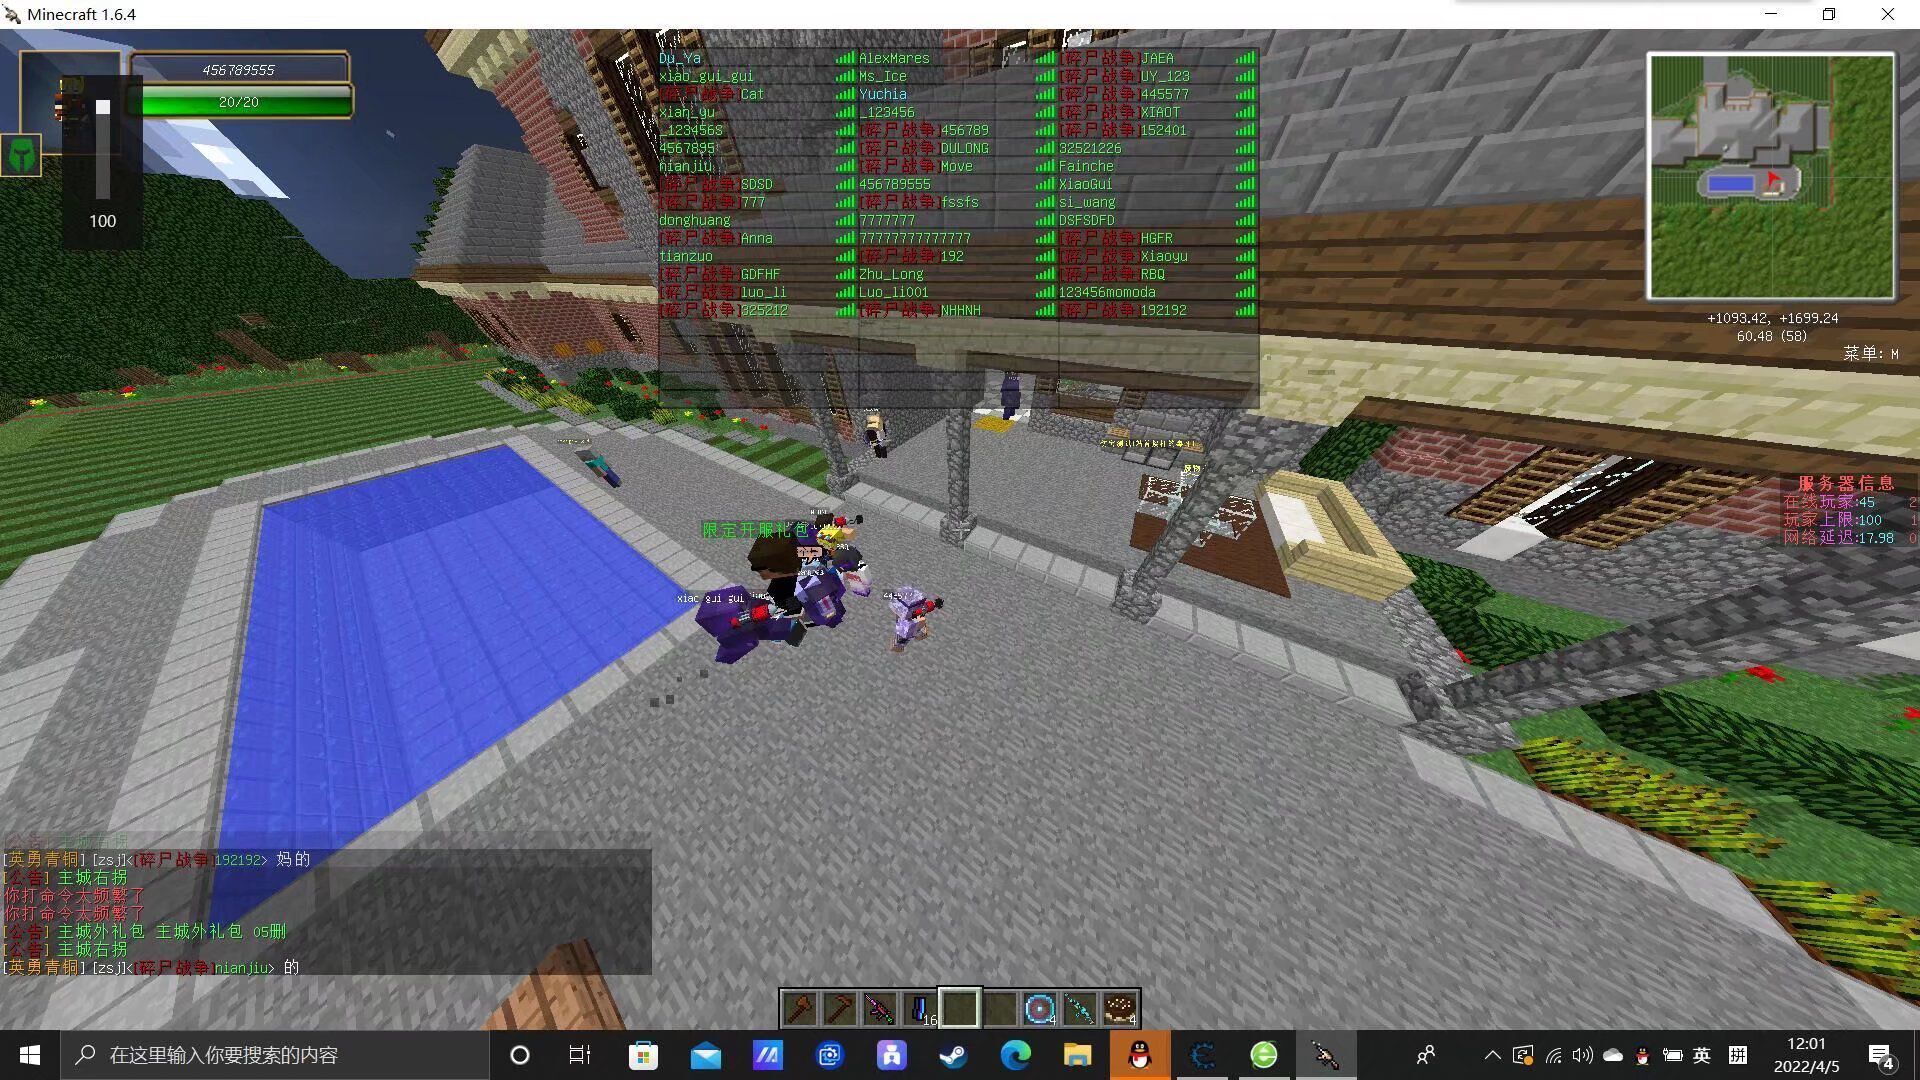 Minecraft 1.6.4
456789555
20/20
100
Du_Ya
AlexMares
[碎尸战争]JAEA
xiao_gui_gui
Ms_Ice
[碎尸战争]UY_123
[碎尸战争]Cat
Yuchia
[碎尸战争]445577
xian_yu
_123456
[碎尸战争]XIAOT
_123456S
[碎尸战争]456789
[碎尸战争]152401
4567895
[碎尸战争]DULONG
32521226
nianjiu
[碎尸战争]Move
Fainche
[碎尸战争]SDSD
456789555
XiaoGui
[碎尸战争]777
[碎尸战争]fssfs
si_wang
donghuang
7777777
DSFSDFD
[碎尸战争]Anna
77777777777777
[碎尸战争]HGFR
tianzuo
[碎尸战争]192
[碎尸战争]Xiaoyu
[碎尸战争]GDFHF
Zhu_Long
[碎尸战争]RBQ
[碎尸战争]luo_li
Luo_li001
123456momoda
[碎尸战争]325212
[碎尸战争]NHHNH
[碎尸战争]192192
+1093.42, +1699.24
60.48 (58)
菜单: M
服务器信息
在线玩家:45
玩家上限:100
网络延迟:17.98
限定开服礼包
xiao_gui_gui
[英勇青铜] [zsj]<[碎尸战争]192192> 妈的
[公告] 主城右拐
你打命令太频繁了
你打命令太频繁了
[公告] 主城外礼包 主城外礼包 05删
[公告] 主城右拐
[英勇青铜] [zsj]<[碎尸战争]nianjiu> 的
16
4
4
在这里输入你要搜索的内容
英
拼
12:01
2022/4/5
4